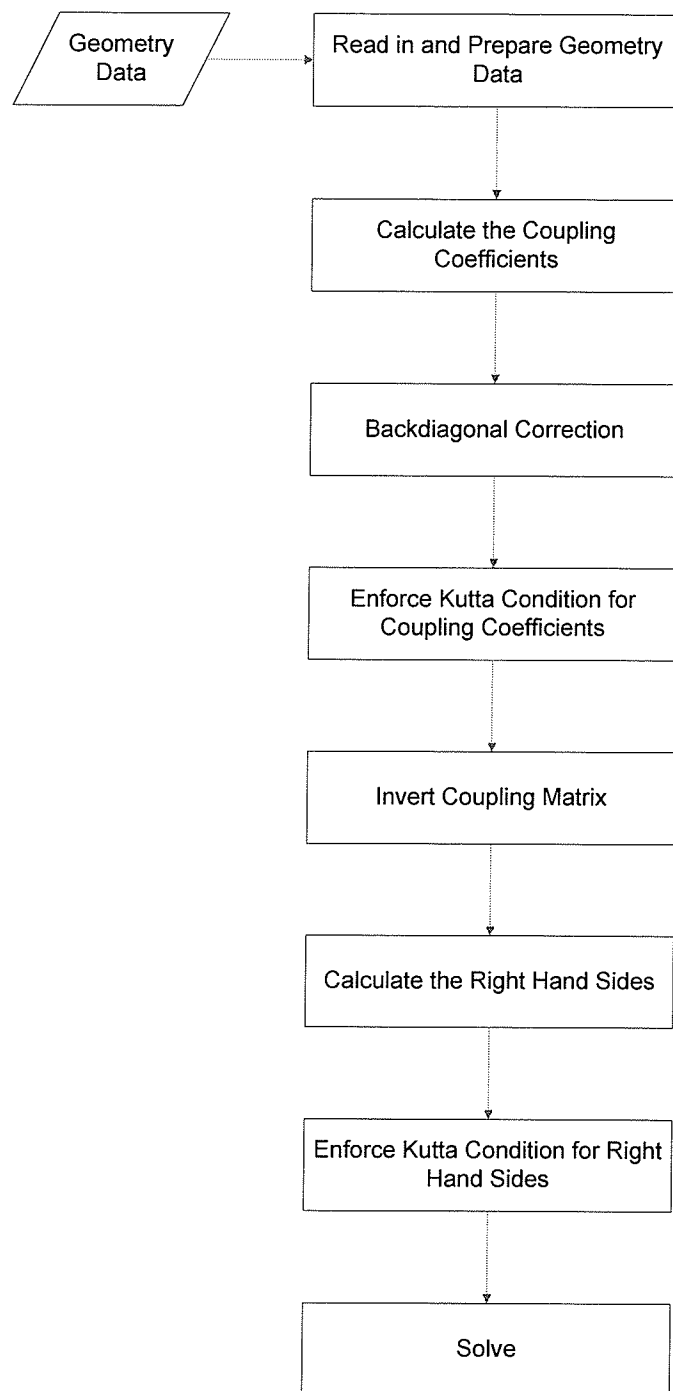 Geometry
Data
Read in and Prepare Geometry
Data
Calculate the Coupling
Coefficients
Backdiagonal Correction
Enforce Kutta Condition for
Coupling Coefficients
Invert Coupling Matrix
Calculate the Right Hand Sides
Enforce Kutta Condition for Right
Hand Sides
Solve